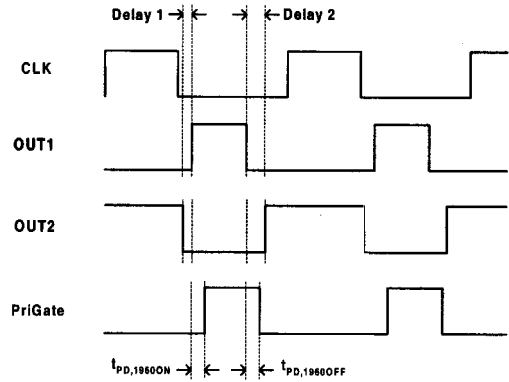 Delay 1
Delay 2
CLK
OUT1
OUT2
PriGate
tPD,1960ON
tPD,1960OFF